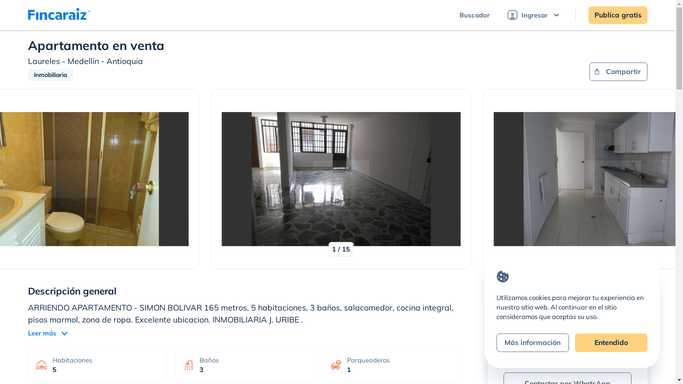 Fincaraiz
Buscador
Ingresar
Publica gratis
Apartamento en venta
Laureles - Medellín - Antioquia
Inmobiliaria
Compartir
1 / 15
Descripción general
ARRIENDO APARTAMENTO - SIMON BOLIVAR 165 metros, 5 habitaciones, 3 baños, salacomedor, cocina integral,
pisos marmol, zona de ropa. Excelente ubicacion. INMOBILIARIA J. URIBE .
Leer más
Habitaciones
5
Baños
3
Parqueaderos
1
Utilizamos cookies para mejorar tu experiencia en
nuestro sitio web. Al continuar en el sitio
consideramos que aceptas su uso.
Más información
Entendido
Contactar por WhatsApp